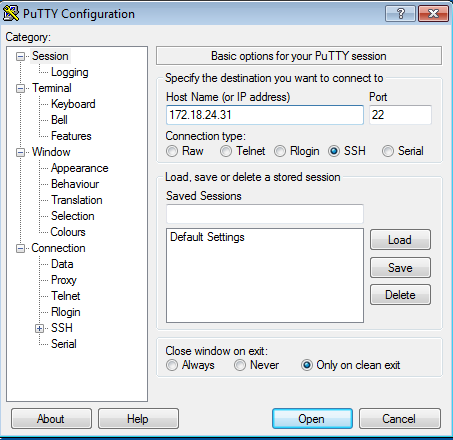 PuTTY Configuration
?
Category:
Session
Logging
Terminal
Keyboard
Bell
Features
Window
Appearance
Behaviour
Translation
Selection
Colours
Connection
Data
Proxy
Telnet
Rlogin
SSH
Serial
Basic options for your PuTTY session
Specify the destination you want to connect to
Host Name (or IP address) Port
172.18.24.31 22
Connection type:
Raw Telnet Rlogin SSH Serial
Load, save or delete a stored session
Saved Sessions
Default Settings
Load
Save
Delete
Close window on exit:
Always Never Only on clean exit
About Help Open Cancel